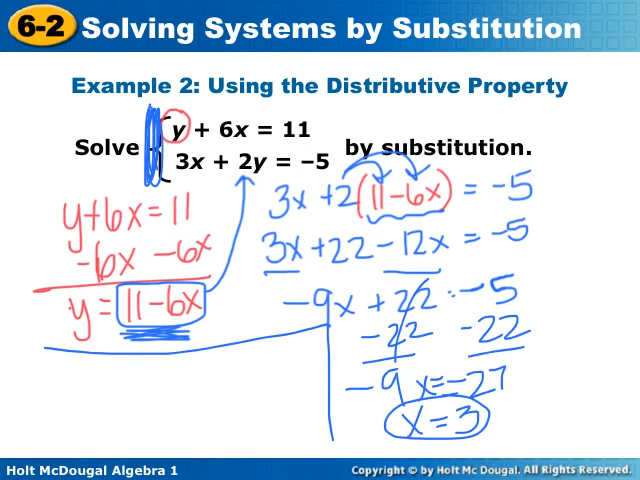 6-2 Solving Systems by Substitution
Example 2: Using the Distributive Property
Solve { y + 6x = 11
3x + 2y = –5 by substitution.
y+6x=11
-6x -6x
y = 11-6x
3x +2(11-6x) = -5
3x+22-12x = -5
-9x+22=-5
-22 -22
-9x=-27
x=3
Holt McDougal Algebra 1
Copyright © by Holt Mc Dougal. All Rights Reserved.